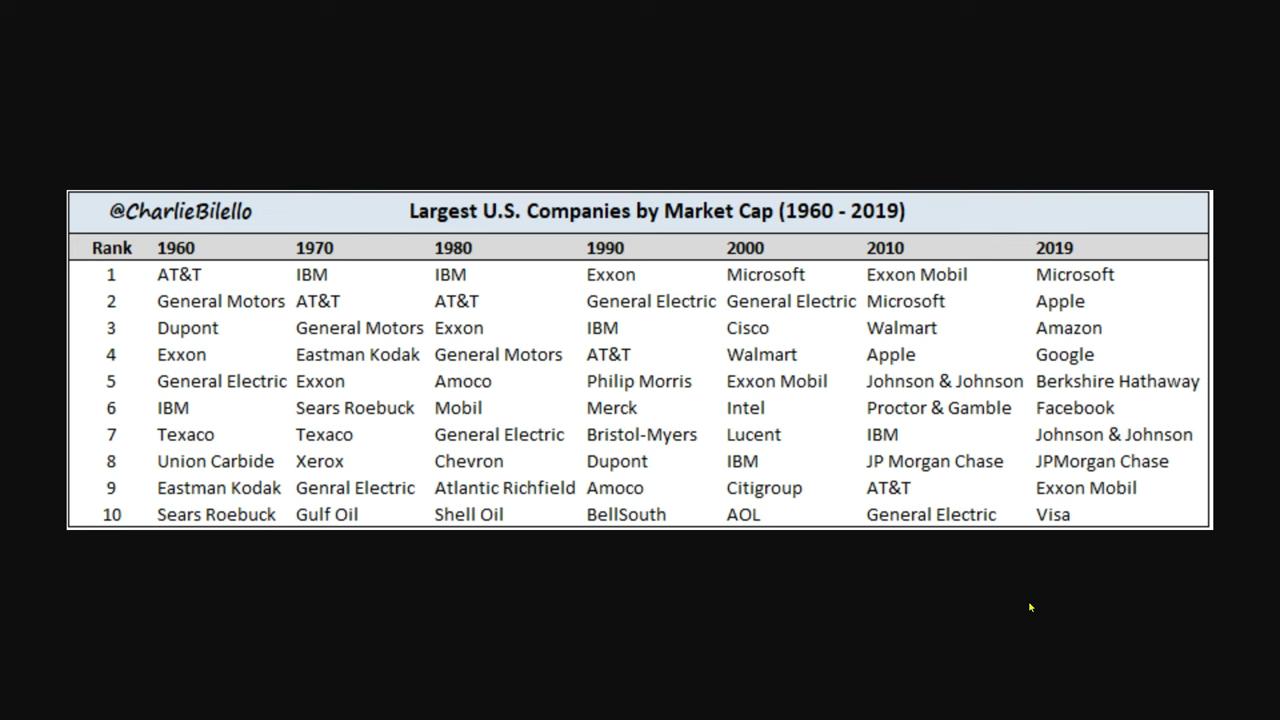 @CharlieBilello Largest U.S. Companies by Market Cap (1960 - 2019)
Rank 1960 1970 1980 1990 2000 2010 2019
1 AT&T IBM IBM Exxon Microsoft Exxon Mobil Microsoft
2 General Motors AT&T AT&T General Electric General Electric Microsoft Apple
3 Dupont General Motors Exxon IBM Cisco Walmart Amazon
4 Exxon Eastman Kodak General Motors AT&T Walmart Apple Google
5 General Electric Exxon Amoco Philip Morris Exxon Mobil Johnson & Johnson Berkshire Hathaway
6 IBM Sears Roebuck Mobil Merck Intel Proctor & Gamble Facebook
7 Texaco Texaco General Electric Bristol-Myers Lucent IBM Johnson & Johnson
8 Union Carbide Xerox Chevron Dupont IBM JP Morgan Chase JPMorgan Chase
9 Eastman Kodak Genral Electric Atlantic Richfield Amoco Citigroup AT&T Exxon Mobil
10 Sears Roebuck Gulf Oil Shell Oil BellSouth AOL General Electric Visa